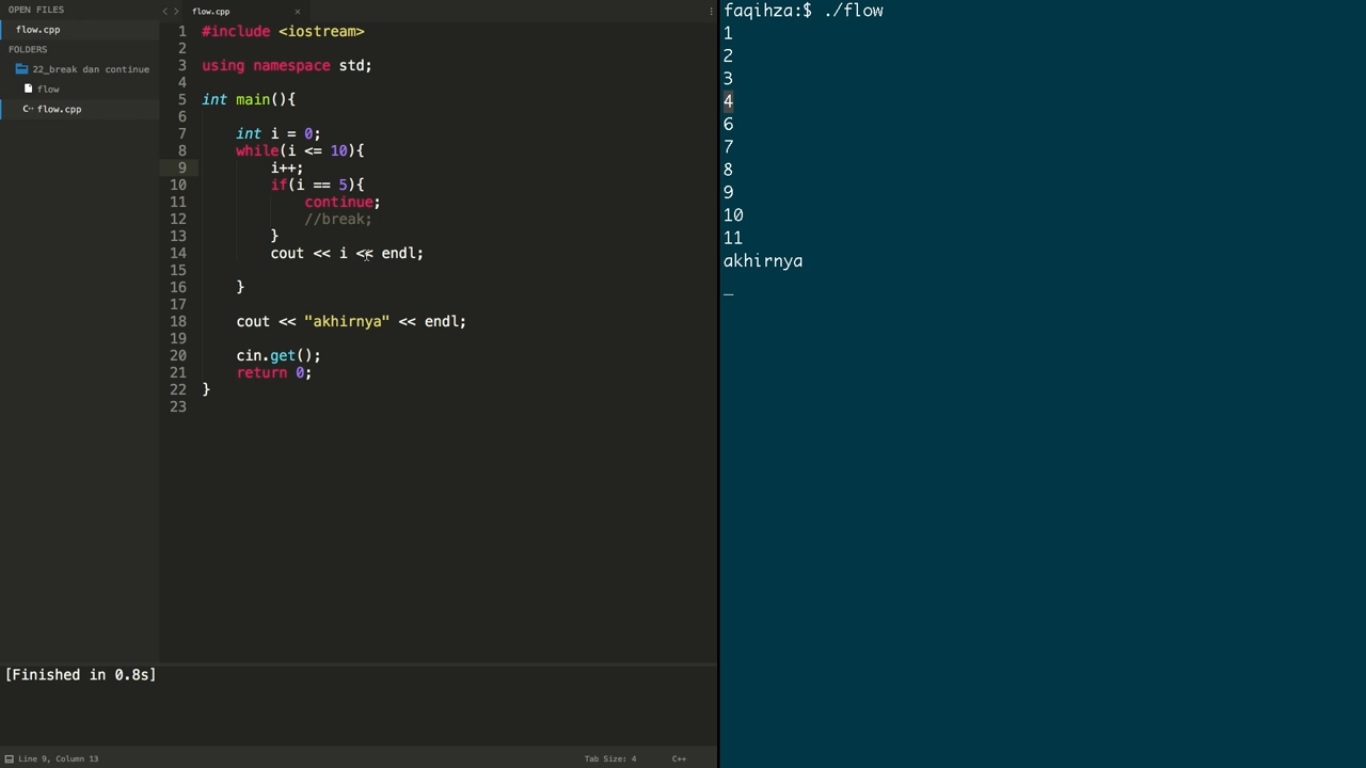 OPEN FILES
flow.cpp
FOLDERS
22_break dan continue
flow
C·· flow.cpp
flow.cpp ×
1 #include <iostream>
2
3 using namespace std;
4
5 int main(){
6
7     int i = 0;
8     while(i <= 10){
9         i++;
10         if(i == 5){
11             continue;
12             //break;
13         }
14         cout << i << endl;
15
16     }
17
18     cout << "akhirnya" << endl;
19
20     cin.get();
21     return 0;
22 }
23
[Finished in 0.8s]
Line 9, Column 13 Tab Size: 4 C++
faqihza:$ ./flow
1
2
3
4
6
7
8
9
10
11
akhirnya
_